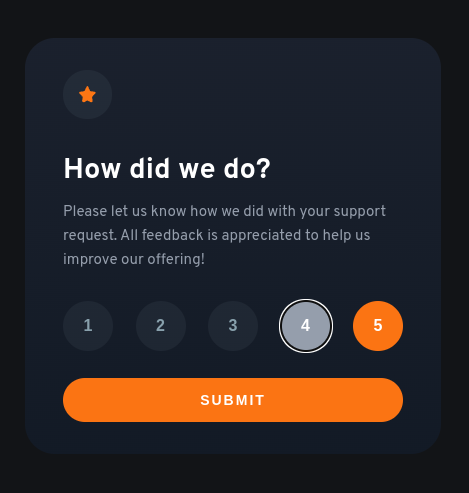 How did we do?
Please let us know how we did with your support
request. All feedback is appreciated to help us
improve our offering!
1 2 3 4 5
SUBMIT